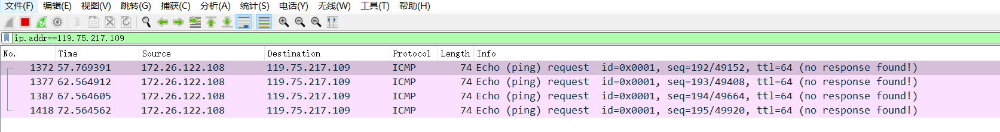 文件(F) 编辑(E) 视图(V) 跳转(G) 捕获(C) 分析(A) 统计(S) 电话(Y) 无线(W) 工具(T) 帮助(H)
ip.addr==119.75.217.109
No. Time Source Destination Protocol Length Info
1372 57.769391 172.26.122.108 119.75.217.109 ICMP 74 Echo (ping) request id=0x0001, seq=192/49152, ttl=64 (no response found!)
1377 62.564912 172.26.122.108 119.75.217.109 ICMP 74 Echo (ping) request id=0x0001, seq=193/49408, ttl=64 (no response found!)
1387 67.564605 172.26.122.108 119.75.217.109 ICMP 74 Echo (ping) request id=0x0001, seq=194/49664, ttl=64 (no response found!)
1418 72.564562 172.26.122.108 119.75.217.109 ICMP 74 Echo (ping) request id=0x0001, seq=195/49920, ttl=64 (no response found!)